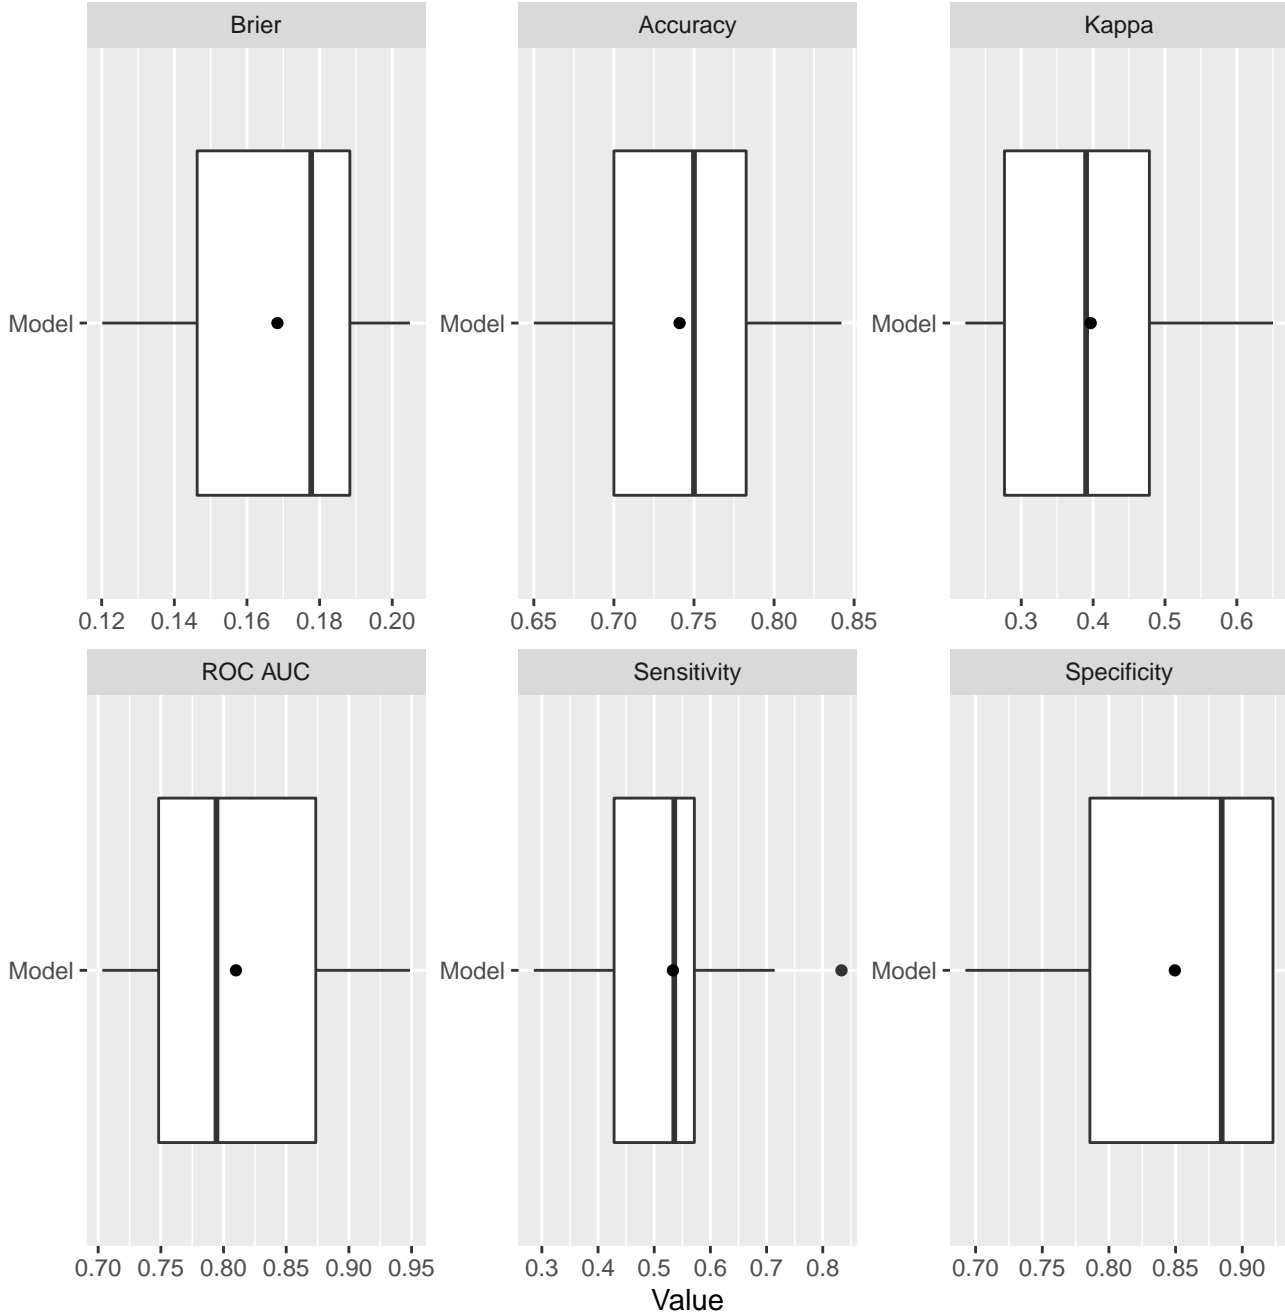 Brier Accuracy Kappa
Model Model Model
0.12 0.14 0.16 0.18 0.20 0.65 0.70 0.75 0.80 0.85 0.3 0.4 0.5 0.6
ROC AUC Sensitivity Specificity
Model Model Model
0.70 0.75 0.80 0.85 0.90 0.95 0.3 0.4 0.5 0.6 0.7 0.8 0.70 0.75 0.80 0.85 0.90
Value